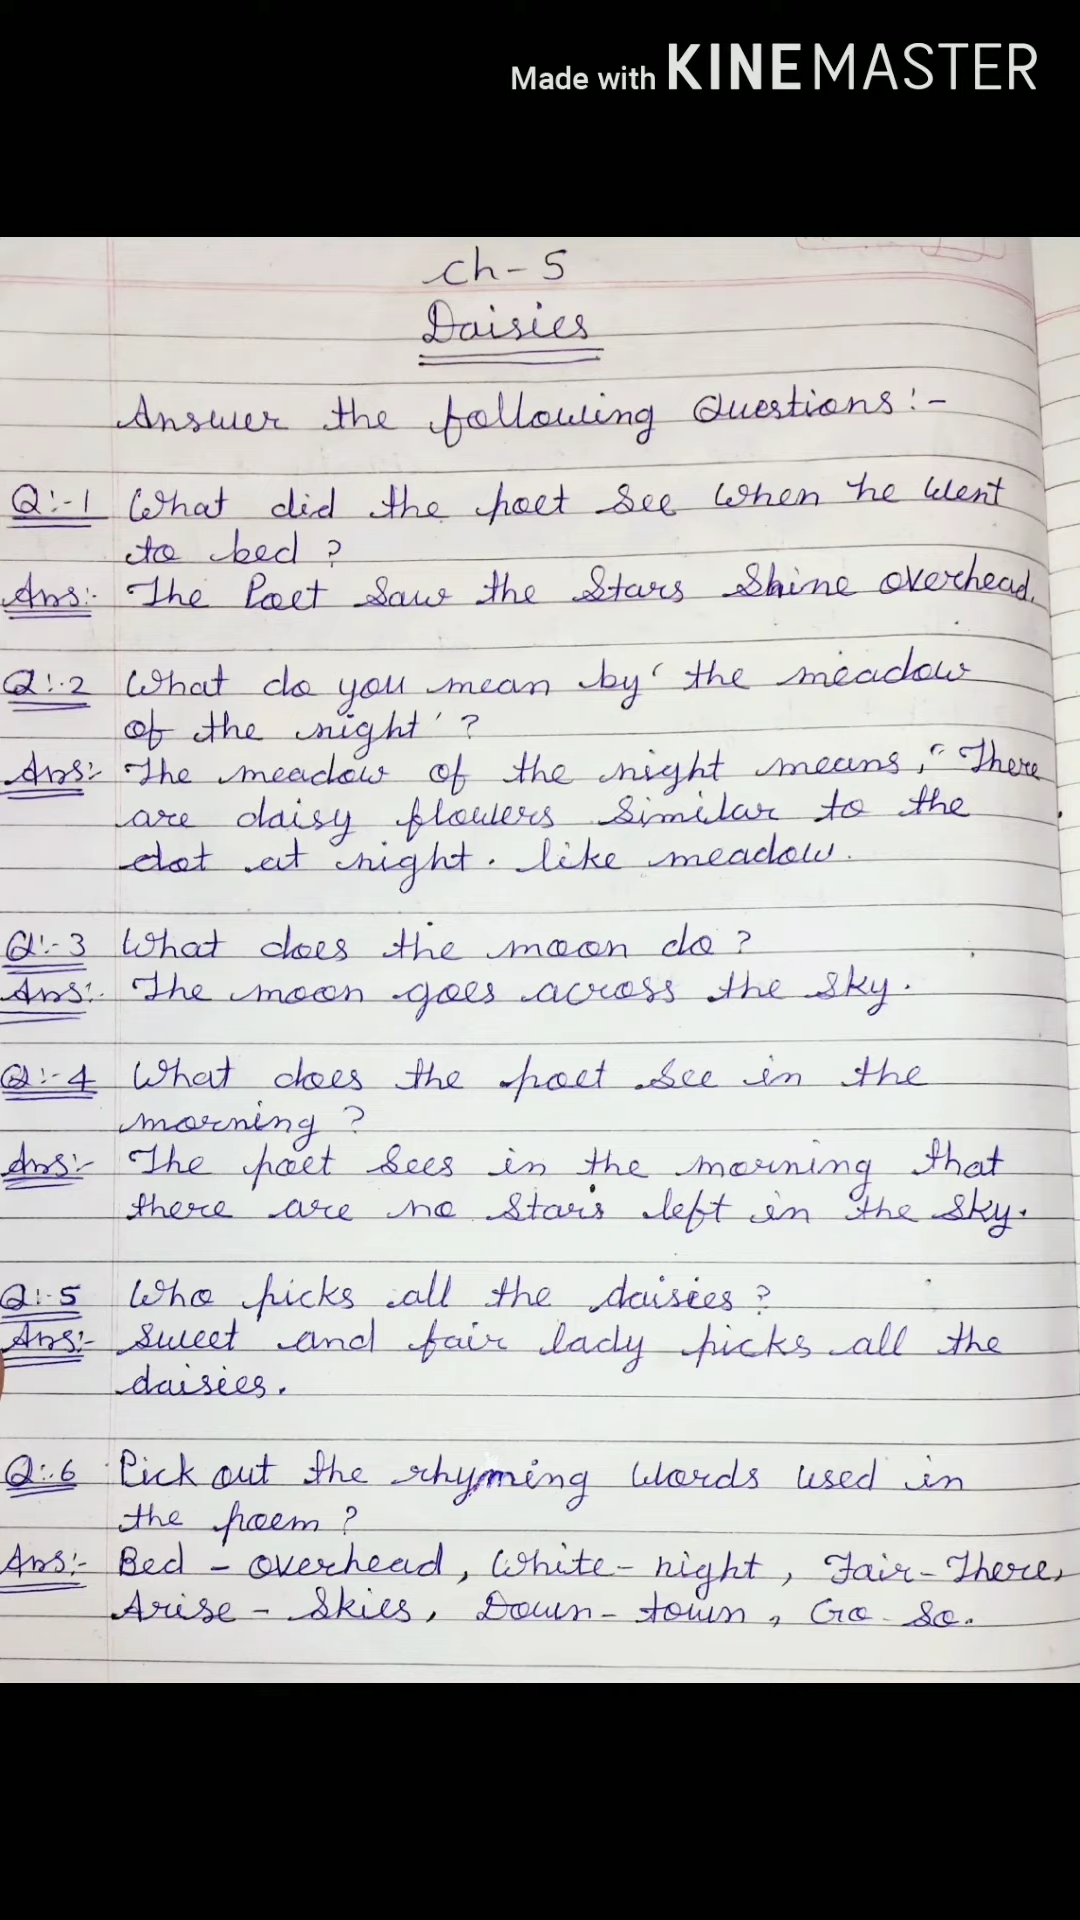 Made with KINEMASTER
Ch-5
Daisies
Answer the following Questions:-
Q:-1 What did the poet see when he went
to bed?
Ans:- The Poet Saw the Stars Shine overhead.
Q:-2 What do you mean by 'the meadow
of the night'?
Ans:- The meadow of the night means, "There
are daisy flowers Similar to the
dot at night. like meadow.
Q:-3 What does the moon do?
Ans:- The moon goes across the Sky.
Q:-4 What does the poet See in the
morning?
Ans:- The poet Sees in the morning that
there are no Stars left in the Sky.
Q:-5 Who picks all the daisies?
Ans:- Sweet and fair lady picks all the
daisies.
Q:-6 Pick out the rhyming words used in
the poem?
Ans:- Bed - overhead, White - night, Fair - There,
Arise - Skies, Down - town, Go - So.